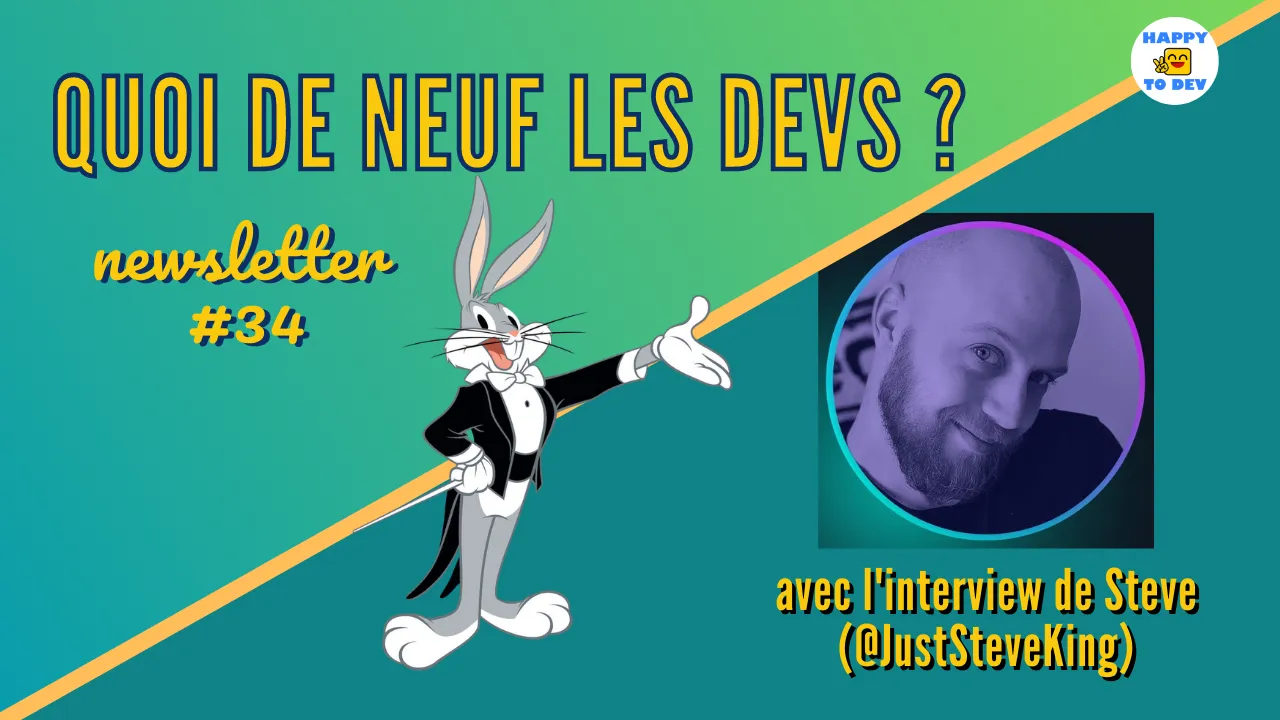 HAPPY
TO DEV
QUOI DE NEUF LES DEVS ?
newsletter
#34
avec l'interview de Steve
(@JustSteveKing)